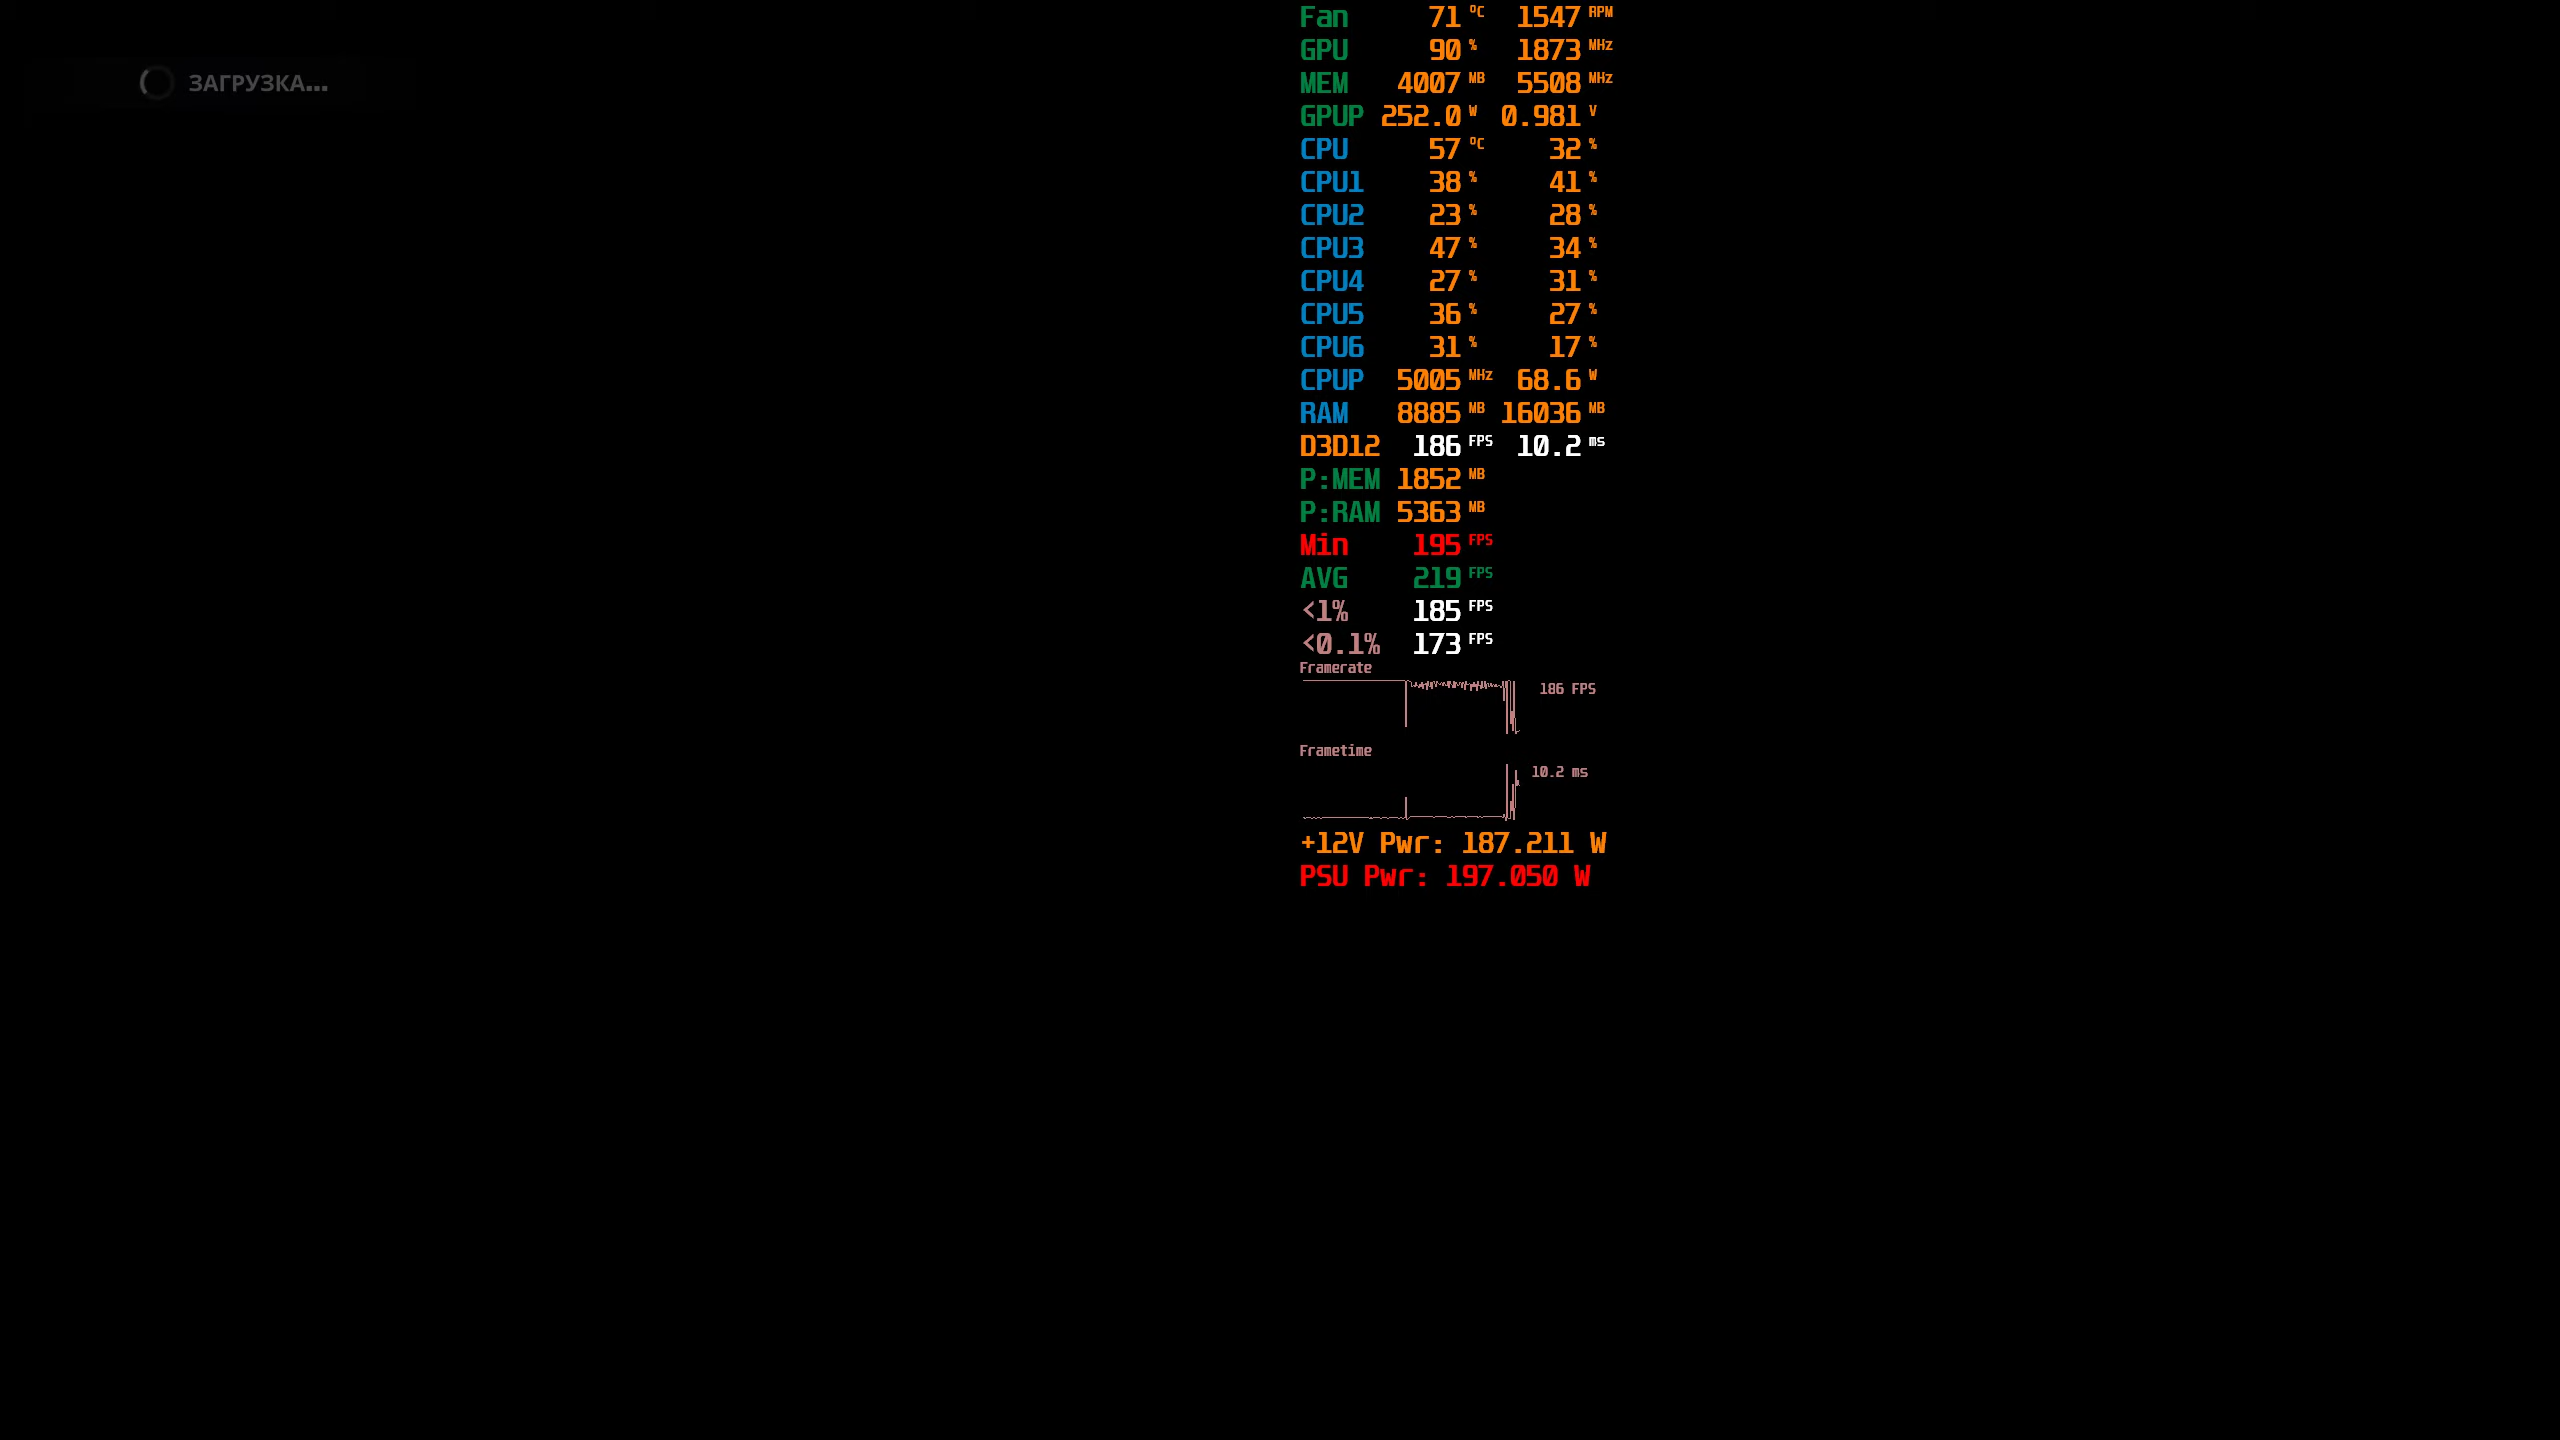 ЗАГРУЗКА...
Fan 71 °C 1547 RPM
GPU 90 % 1873 MHz
MEM 4007 MB 5508 MHz
GPUP 252.0 W 0.981 V
CPU 57 °C 32 %
CPU1 38 % 41 %
CPU2 23 % 28 %
CPU3 47 % 34 %
CPU4 27 % 31 %
CPU5 36 % 27 %
CPU6 31 % 17 %
CPUP 5005 MHz 68.6 W
RAM 8885 MB 16036 MB
D3D12 186 FPS 10.2 ms
P:MEM 1852 MB
P:RAM 5363 MB
Min 195 FPS
AVG 219 FPS
<1% 185 FPS
<0.1% 173 FPS
Framerate
186 FPS
Frametime
10.2 ms
+12V Pwr: 187.211 W
PSU Pwr: 197.050 W